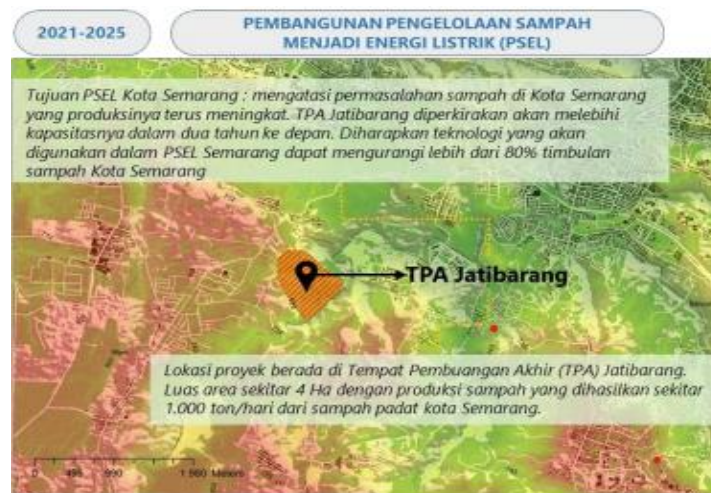 2021-2025
PEMBANGUNAN PENGELOLAAN SAMPAH
MENJADI ENERGI LISTRIK (PSEL)
Tujuan PSEL Kota Semarang : mengatasi permasalahan sampah di Kota Semarang
yang produksinya terus meningkat. TPA Jatibarang diperkirakan akan melebihi
kapasitasnya dalam dua tahun ke depan. Diharapkan teknologi yang akan
digunakan dalam PSEL Semarang dapat mengurangi lebih dari 80% timbulan
sampah Kota Semarang
TPA Jatibarang
Lokasi proyek berada di Tempat Pembuangan Akhir (TPA) Jatibarang.
Luas area sekitar 4 Ha dengan produksi sampah yang dihasilkan sekitar
1.000 ton/hari dari sampah padat kota Semarang.
0 495 990 1.980 Meters